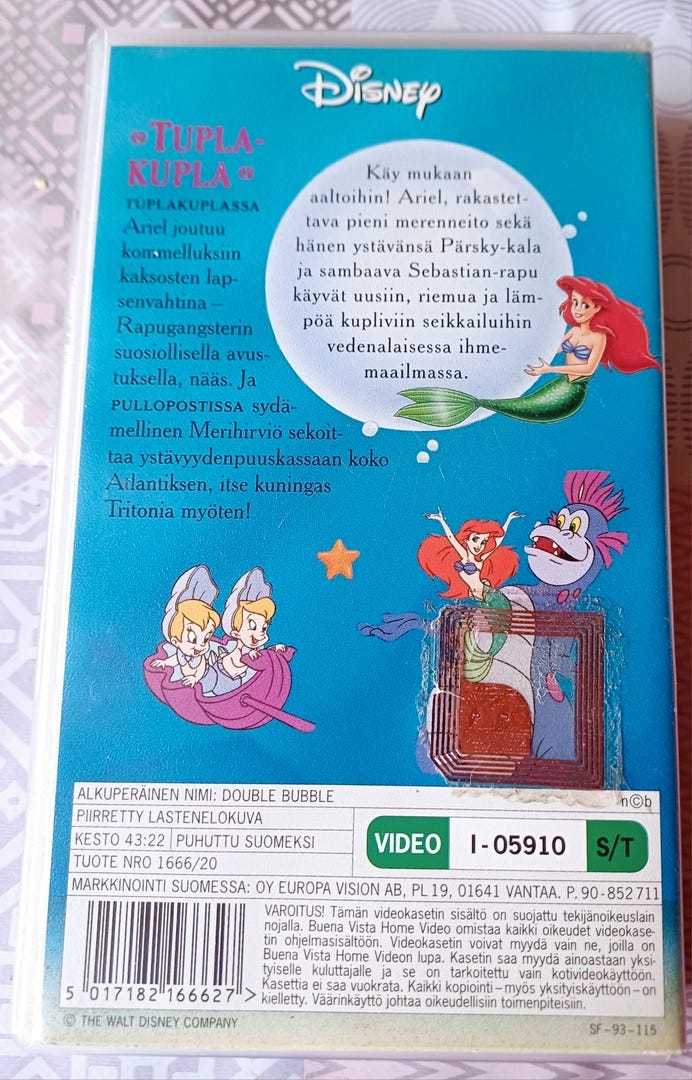 Disney
TUPLA-
KUPLA
TUPLAKUPLASSA
Ariel joutuu
kommelluksiin
kaksosten lap-
senvahtina –
Rapugangsterin
suosiollisella avus-
tuksella, nääs. Ja
PULLOPOSTISSA sydä-
mellinen Merihirviö sekoit-
taa ystävyydenpuuskassaan koko
Atlantiksen, itse kuningas
Tritonia myöten!
Käy mukaan
aaltoihin! Ariel, rakastet-
tava pieni merenneito sekä
hänen ystävänsä Pärsky-kala
ja sambaava Sebastian-rapu
käyvät uusiin, riemua ja läm-
pöä kupliviin seikkailuihin
vedenalaisessa ihme-
maailmassa.
ALKUPERÄINEN NIMI: DOUBLE BUBBLE
PIIRRETTY LASTENELOKUVA
KESTO 43:22 PUHUTTU SUOMEKSI
TUOTE NRO 1666/20
n©b
VIDEO I-05910 S/T
MARKKINOINTI SUOMESSA: OY EUROPA VISION AB, PL 19, 01641 VANTAA. P. 90-852 711
VAROITUS! Tämän videokasetin sisältö on suojattu tekijänoikeuslain
nojalla. Buena Vista Home Video omistaa kaikki oikeudet videokase-
tin ohjelmasisältöön. Videokasetin voivat myydä vain ne, joilla on
Buena Vista Home Videon lupa. Kasetin saa myydä ainoastaan yksi-
tyiselle kuluttajalle ja se on tarkoitettu vain kotivideokäyttöön.
Kasettia ei saa vuokrata. Kaikki kopiointi – myös yksityiskäyttöön – on
kielletty. Väärinkäyttö johtaa oikeudellisiin toimenpiteisiin.
5 017182 166627 >
© THE WALT DISNEY COMPANY
SF-93-115